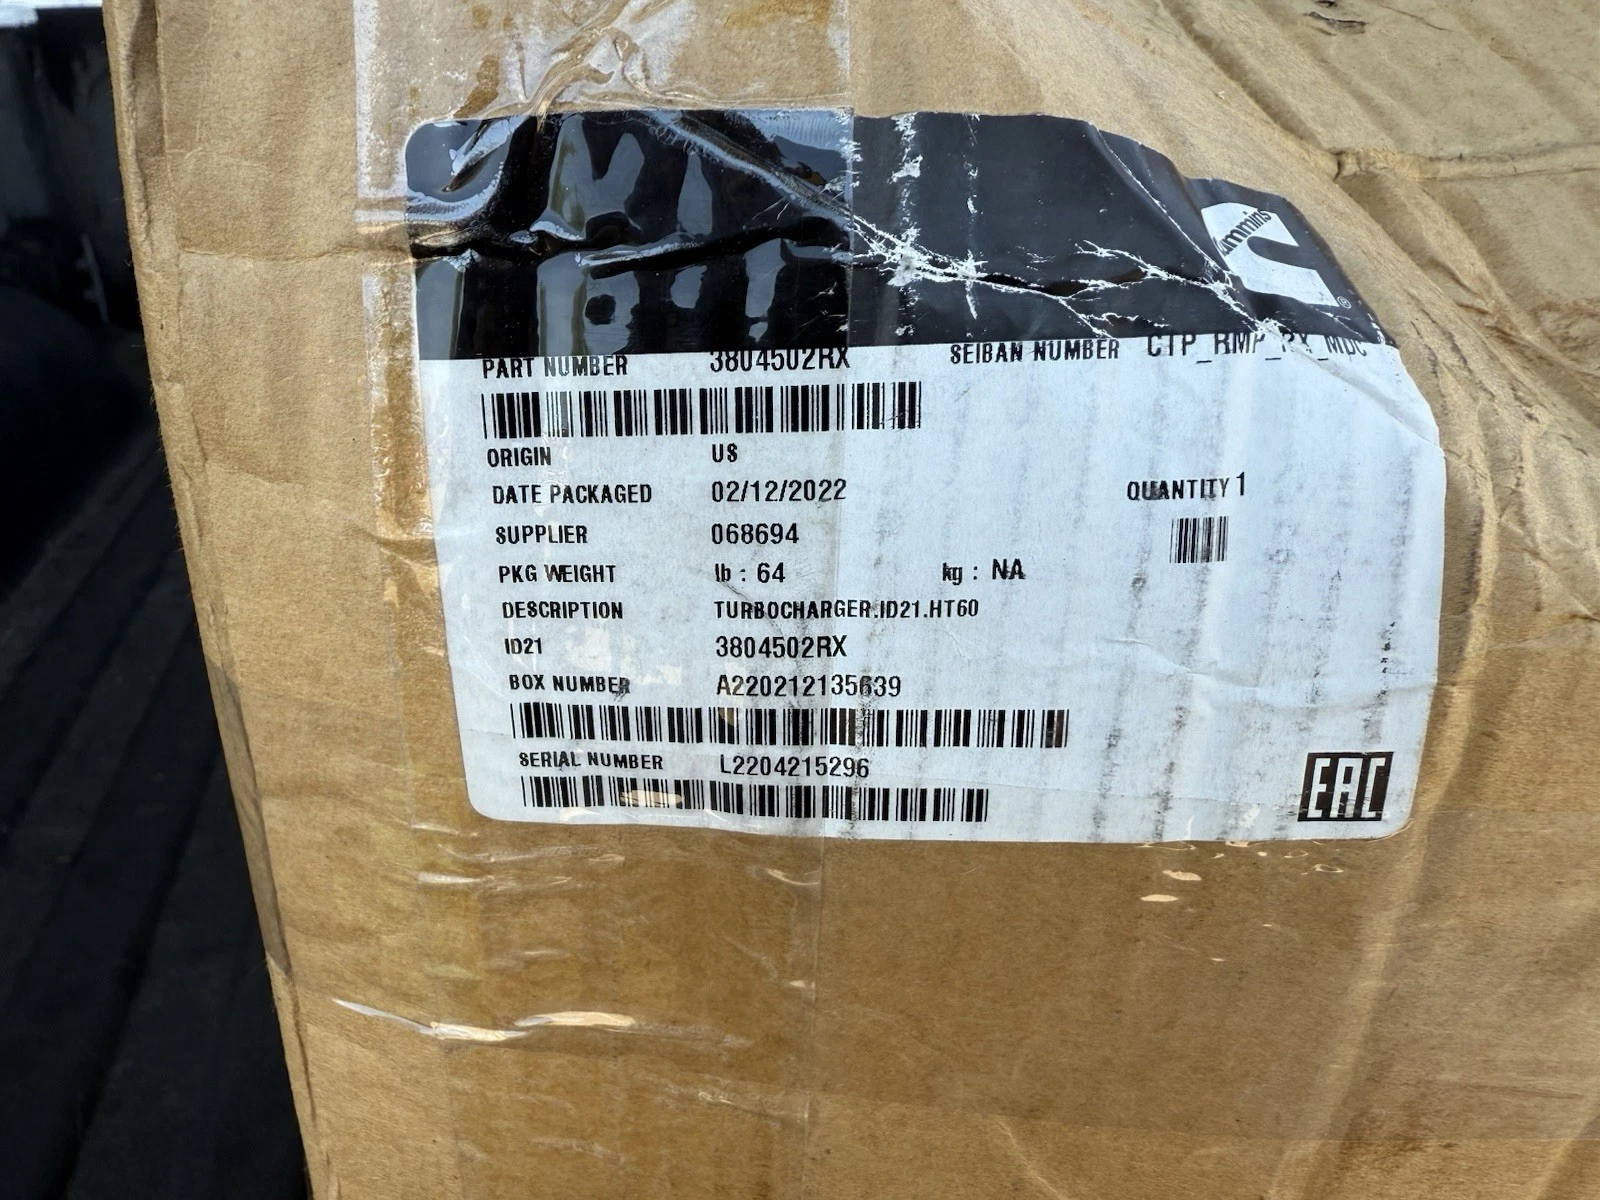 cummins
®
PART NUMBER 3804502RX SEIBAN NUMBER CTP_RMP_RX_MDC
ORIGIN US
DATE PACKAGED 02/12/2022 QUANTITY 1
SUPPLIER 068694
PKG WEIGHT lb : 64 kg : NA
DESCRIPTION TURBOCHARGER.ID21.HT60
ID21 3804502RX
BOX NUMBER A220212135639
SERIAL NUMBER L2204215296
EAC